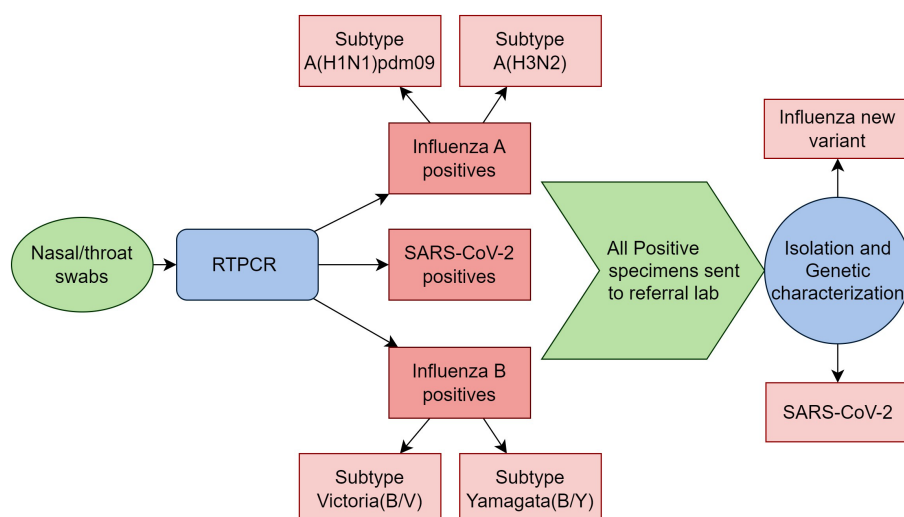 Subtype
A(H1N1)pdm09
Subtype
A(H3N2)
Influenza A
positives
Influenza new
variant
Nasal/throat
swabs
RTPCR
SARS-CoV-2
positives
All Positive
specimens sent
to referral lab
Isolation and
Genetic
characterization
Influenza B
positives
SARS-CoV-2
Subtype
Victoria(B/V)
Subtype
Yamagata(B/Y)